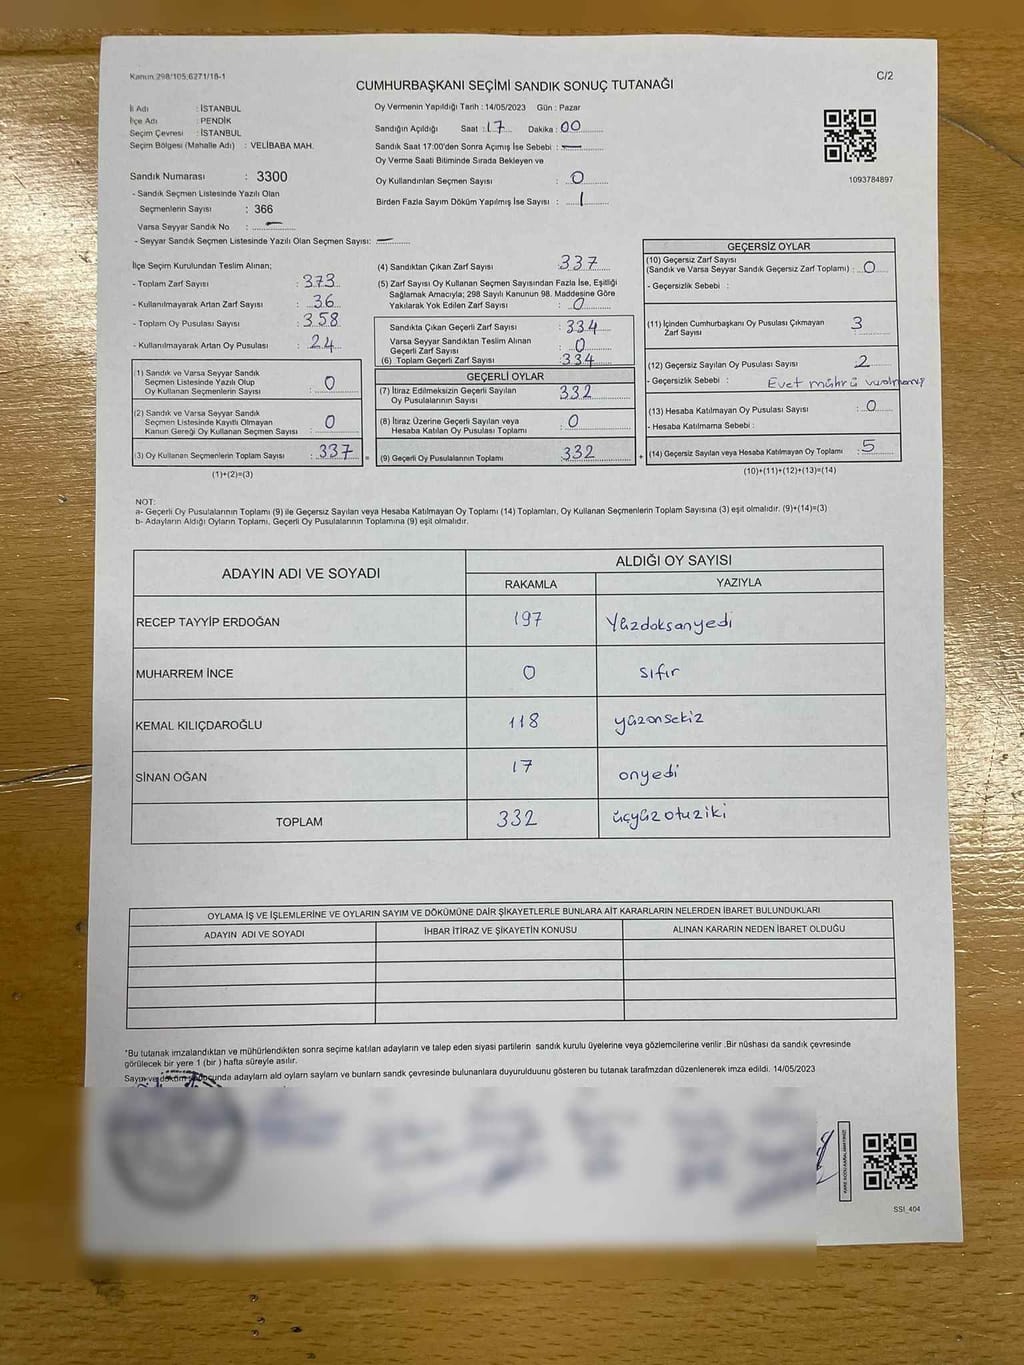 Kanun:298/105;6271/18-1
C/2
CUMHURBAŞKANI SEÇİMİ SANDIK SONUÇ TUTANAĞI
İl Adı : İSTANBUL
İlçe Adı : PENDİK
Seçim Çevresi : İSTANBUL
Seçim Bölgesi (Mahalle Adı) : VELİBABA MAH.
Sandık Numarası : 3300
- Sandık Seçmen Listesinde Yazılı Olan
Seçmenlerin Sayısı : 366
Varsa Seyyar Sandık No : —
- Seyyar Sandık Seçmen Listesinde Yazılı Olan Seçmen Sayısı: —
Oy Vermenin Yapıldığı Tarih : 14/05/2023 Gün : Pazar
Sandığın Açıldığı Saat : 17 Dakika : 00
Sandık Saat 17:00'den Sonra Açımış İse Sebebi : —
Oy Verme Saati Bitiminde Sırada Bekleyen ve
Oy Kullandırılan Seçmen Sayısı : 0
Birden Fazla Sayım Döküm Yapılmış İse Sayısı : 1
1093784897
İlçe Seçim Kurulundan Teslim Alınan;
- Toplam Zarf Sayısı : 373
- Kullanılmayarak Artan Zarf Sayısı : 36
- Toplam Oy Pusulası Sayısı : 358
- Kullanılmayarak Artan Oy Pusulası : 24
(1) Sandık ve Varsa Seyyar Sandık
Seçmen Listesinde Yazılı Olup
Oy Kullanan Seçmenlerin Sayısı : 0
(2) Sandık ve Varsa Seyyar Sandık
Seçmen Listesinde Kayıtlı Olmayan
Kanun Gereği Oy Kullanan Seçmen Sayısı : 0
(3) Oy Kullanan Seçmenlerin Toplam Sayısı : 337
(1)+(2)=(3)
(4) Sandıktan Çıkan Zarf Sayısı : 337
(5) Zarf Sayısı Oy Kullanan Seçmen Sayısından Fazla İse, Eşitliği
Sağlamak Amacıyla; 298 Sayılı Kanunun 98. Maddesine Göre
Yakılarak Yok Edilen Zarf Sayısı : 0
Sandıkta Çıkan Geçerli Zarf Sayısı : 334
Varsa Seyyar Sandıktan Teslim Alınan
Geçerli Zarf Sayısı : 0
(6) Toplam Geçerli Zarf Sayısı : 334
GEÇERLİ OYLAR
(7) İtiraz Edilmeksizin Geçerli Sayılan
Oy Pusulalarının Sayısı : 332
(8) İtiraz Üzerine Geçerli Sayılan veya
Hesaba Katılan Oy Pusulası Toplamı : 0
(9) Geçerli Oy Pusulalarının Toplamı : 332
=
+
GEÇERSİZ OYLAR
(10) Geçersiz Zarf Sayısı
(Sandık ve Varsa Seyyar Sandık Geçersiz Zarf Toplamı) : 0
- Geçersizlik Sebebi :
(11) İçinden Cumhurbaşkanı Oy Pusulası Çıkmayan
Zarf Sayısı : 3
(12) Geçersiz Sayılan Oy Pusulası Sayısı : 2
- Geçersizlik Sebebi : Evet mührü vurulmamış
(13) Hesaba Katılmayan Oy Pusulası Sayısı : 0
- Hesaba Katılmama Sebebi :
(14) Geçersiz Sayılan veya Hesaba Katılmayan Oy Toplamı : 5
(10)+(11)+(12)+(13)=(14)
NOT:
a- Geçerli Oy Pusulalarının Toplamı (9) ile Geçersiz Sayılan veya Hesaba Katılmayan Oy Toplamı (14) Toplamları, Oy Kullanan Seçmenlerin Toplam Sayısına (3) eşit olmalıdır. (9)+(14)=(3)
b- Adayların Aldığı Oyların Toplamı, Geçerli Oy Pusulalarının Toplamına (9) eşit olmalıdır.
ADAYIN ADI VE SOYADI
ALDIĞI OY SAYISI
RAKAMLA YAZIYLA
RECEP TAYYİP ERDOĞAN 197 Yüzdoksanyedi
MUHARREM İNCE 0 sıfır
KEMAL KILIÇDAROĞLU 118 yüzonsekiz
SİNAN OĞAN 17 onyedi
TOPLAM 332 üçyüzotuziki
OYLAMA İŞ VE İŞLEMLERİNE VE OYLARIN SAYIM VE DÖKÜMÜNE DAİR ŞİKAYETLERLE BUNLARA AİT KARARLARIN NELERDEN İBARET BULUNDUKLARI
ADAYIN ADI VE SOYADI İHBAR İTİRAZ VE ŞİKAYETİN KONUSU ALINAN KARARIN NEDEN İBARET OLDUĞU
*Bu tutanak imzalandıktan ve mühürlendikten sonra seçime katılan adayların ve talep eden siyasi partilerin sandık kurulu üyelerine veya gözlemcilerine verilir .Bir nüshası da sandık çevresinde
görülecek bir yere 1 (bir ) hafta süreyle asılır.
Sayım ve döküm sonucunda adayların ald oyların sayların ve bunların sandk çevresinde bulunanlara duyurulduunu gösteren bu tutanak tarafmzdan düzenlenerek imza edildi. 14/05/2023
SSI_404